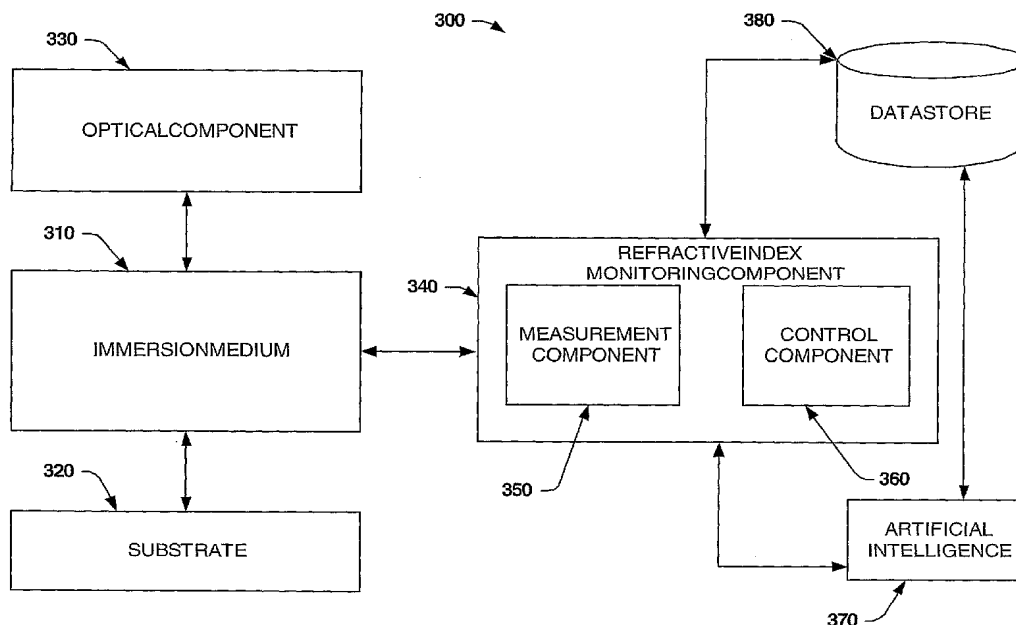 300
330
380
OPTICALCOMPONENT
DATASTORE
310
REFRACTIVEINDEX
MONITORINGCOMPONENT
340
IMMERSIONMEDIUM
MEASUREMENT
COMPONENT
CONTROL
COMPONENT
320
350
360
SUBSTRATE
ARTIFICIAL
INTELLIGENCE
370